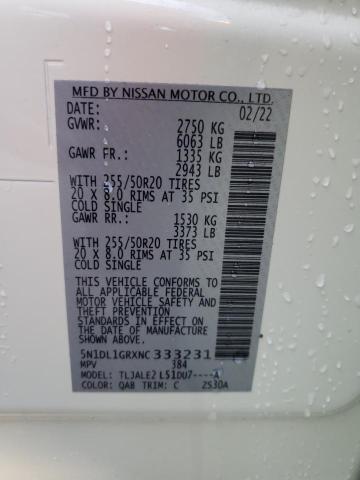 MFD BY NISSAN MOTOR CO., LTD.
DATE: 02/22
GVWR: 2750 KG
6063 LB
GAWR FR.: 1335 KG
2943 LB
WITH 255/50R20 TIRES
20 X 8.0 RIMS AT 35 PSI
COLD SINGLE
GAWR RR.: 1530 KG
3373 LB
WITH 255/50R20 TIRES
20 X 8.0 RIMS AT 35 PSI
COLD SINGLE
THIS VEHICLE CONFORMS TO
ALL APPLICABLE FEDERAL
MOTOR VEHICLE SAFETY,
BUMPER, AND THEFT PREVENTION
STANDARDS IN EFFECT ON THE
DATE OF MANUFACTURE
SHOWN ABOVE.
5N1DL1GRXNC333231
MPV 384
MODEL: TLJALE2 L51DU7----A
COLOR: QAB TRIM: C ZS30A